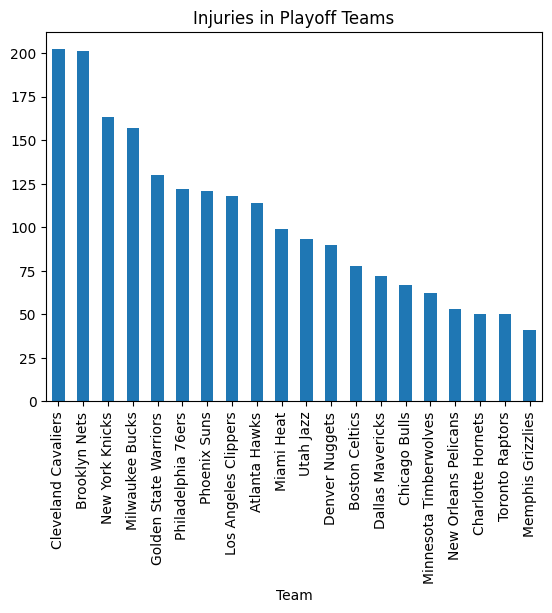 Injuries in Playoff Teams
200
175
150
125
100
75
50
25
0
Cleveland Cavaliers
Brooklyn Nets
New York Knicks
Milwaukee Bucks
Golden State Warriors
Philadelphia 76ers
Phoenix Suns
Los Angeles Clippers
Atlanta Hawks
Miami Heat
Utah Jazz
Denver Nuggets
Boston Celtics
Dallas Mavericks
Chicago Bulls
Minnesota Timberwolves
New Orleans Pelicans
Charlotte Hornets
Toronto Raptors
Memphis Grizzlies
Team